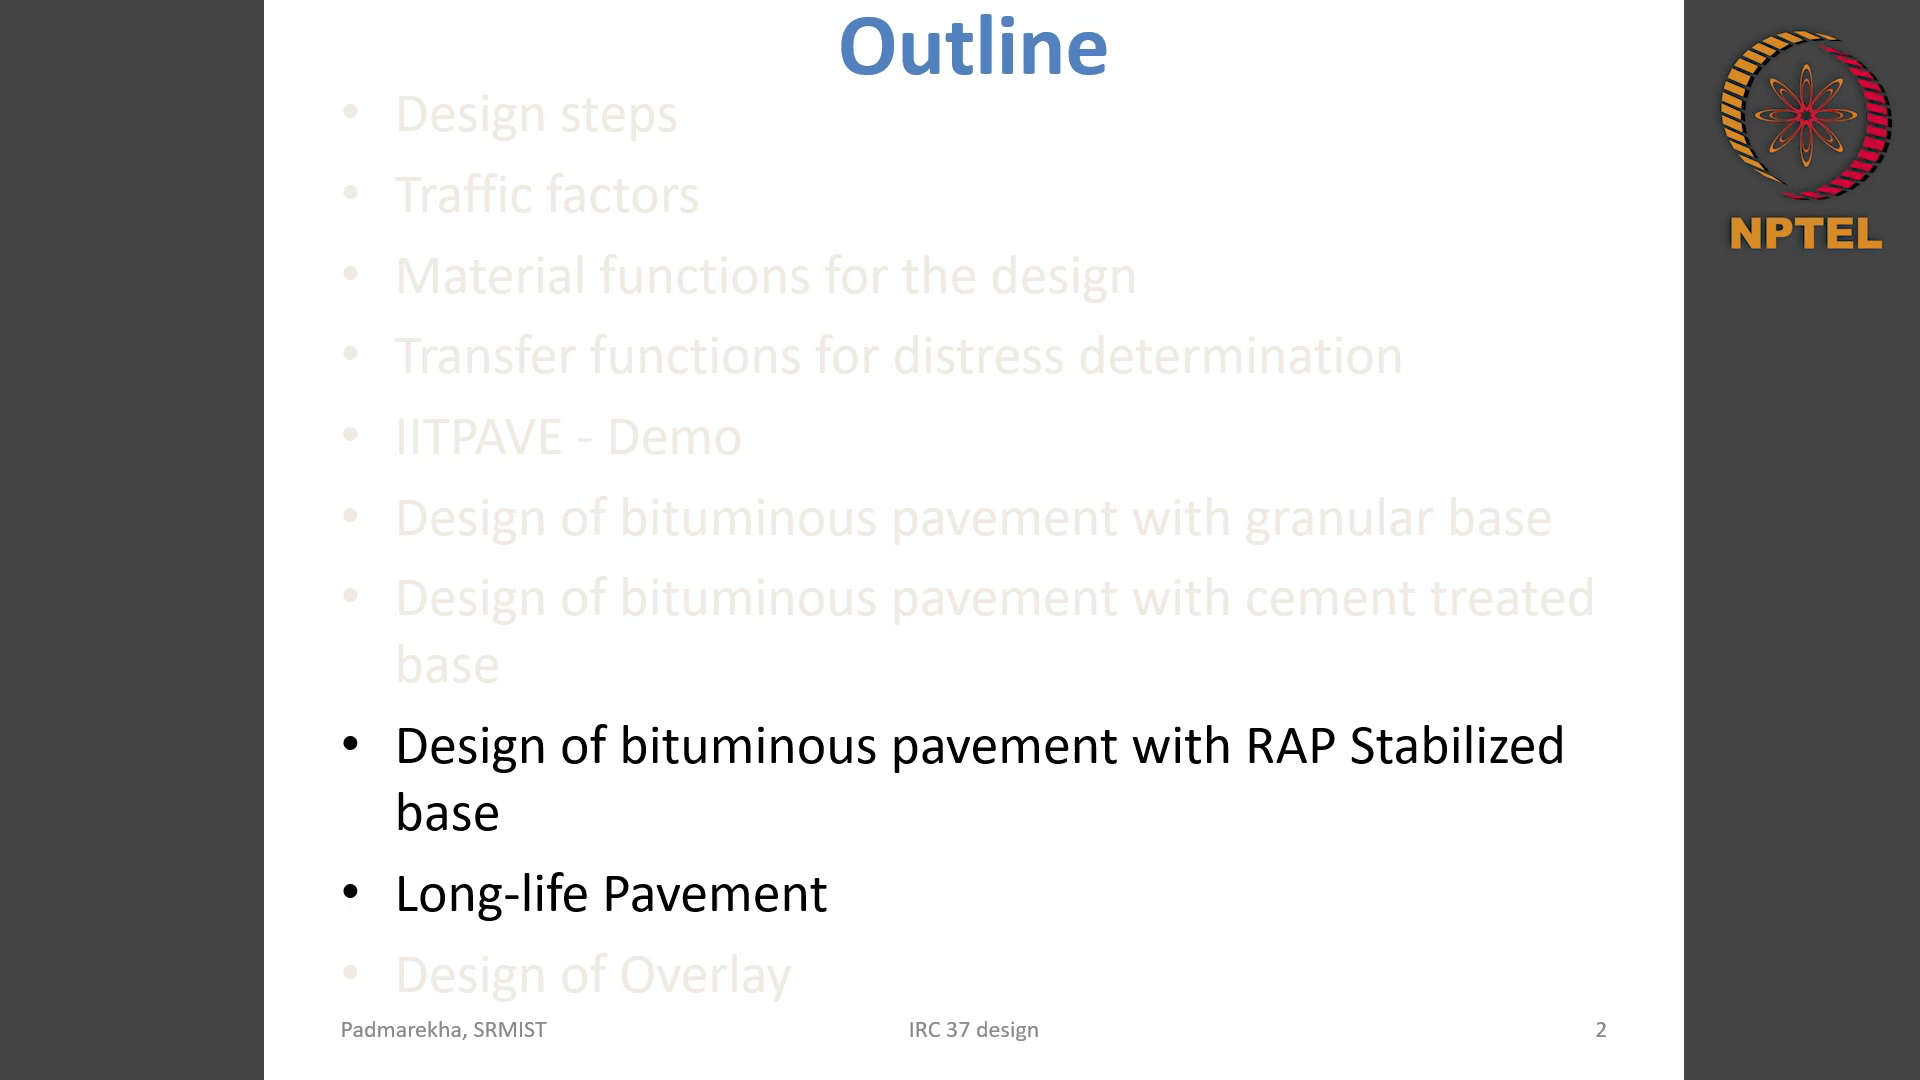 Outline
• Design steps
• Traffic factors
• Material functions for the design
• Transfer functions for distress determination
• IITPAVE - Demo
• Design of bituminous pavement with granular base
• Design of bituminous pavement with cement treated
base
• Design of bituminous pavement with RAP Stabilized
base
• Long-life Pavement
• Design of Overlay
Padmarekha, SRMIST IRC 37 design 2
NPTEL